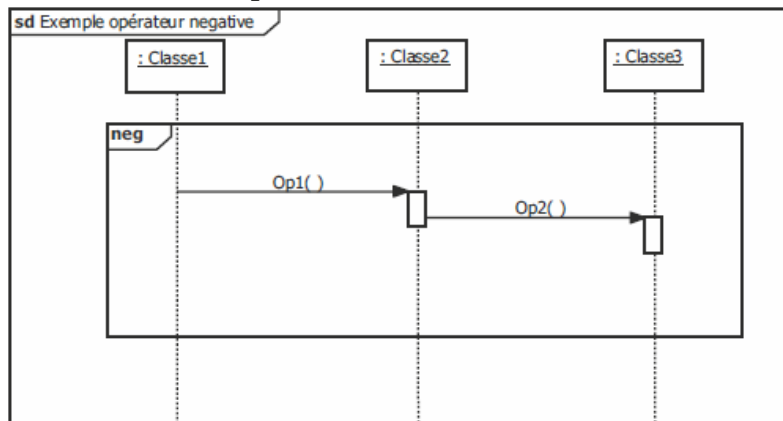 sd Exemple opérateur negative
: Classe1
: Classe2
: Classe3
neg
Op1( )
Op2( )